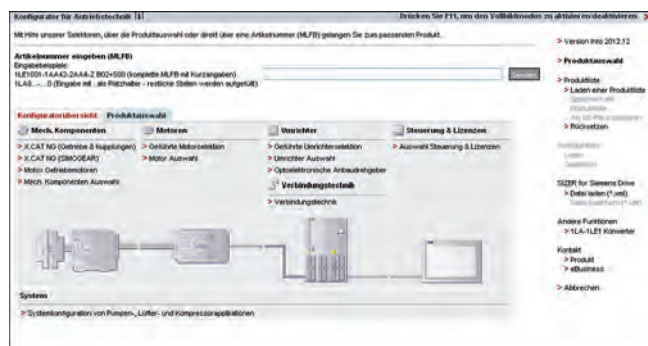 Konfigurator für Antriebstechnik
Drücken Sie F11, um den Vollbildmodus zu aktivieren/deaktivieren
Mit Hilfe unserer Selektoren, über die Produktauswahl oder direkt über eine Artikelnummer (MLFB) gelangen Sie zum passenden Produkt.
Artikelnummer eingeben (MLFB)
Eingabebeispiele:
1LE1001-1AA42-2AA4-Z B02+S00 (komplette MLFB mit Kurzangaben)
(Eingabe mit . als Platzhalter - restliche Stellen werden aufgefüllt)
Senden
Konfiguratorübersicht
Produktauswahl
Mech. Komponenten
> X.CAT NG (Getriebe & Kupplungen)
> X.CAT NG (SIMOGEAR)
> Motox Getriebemotoren
> Mech. Komponenten Auswahl
Motoren
> Geführte Motorselektion
> Motor Auswahl
Umrichter
> Geführte Umrichterselektion
> Umrichter Auswahl
> Optoelektronische Anbaudrehgeber
Verbindungstechnik
> Verbindungstechnik
Steuerung & Lizenzen
> Auswahl Steuerung & Lizenzen
System
> Systemkonfiguration von Pumpen-, Lüfter- und Kompressorapplikationen
> Version Info 2012.12
> Produktauswahl
> Produktliste
> Laden einer Produktliste
> Rücksetzen
SIZER for Siemens Drive
> Datei laden (*.xml)
Andere Funktionen
> 1LA-1LE1 Konverter
Kontakt
> Produkt
> eBusiness
> Abbrechen